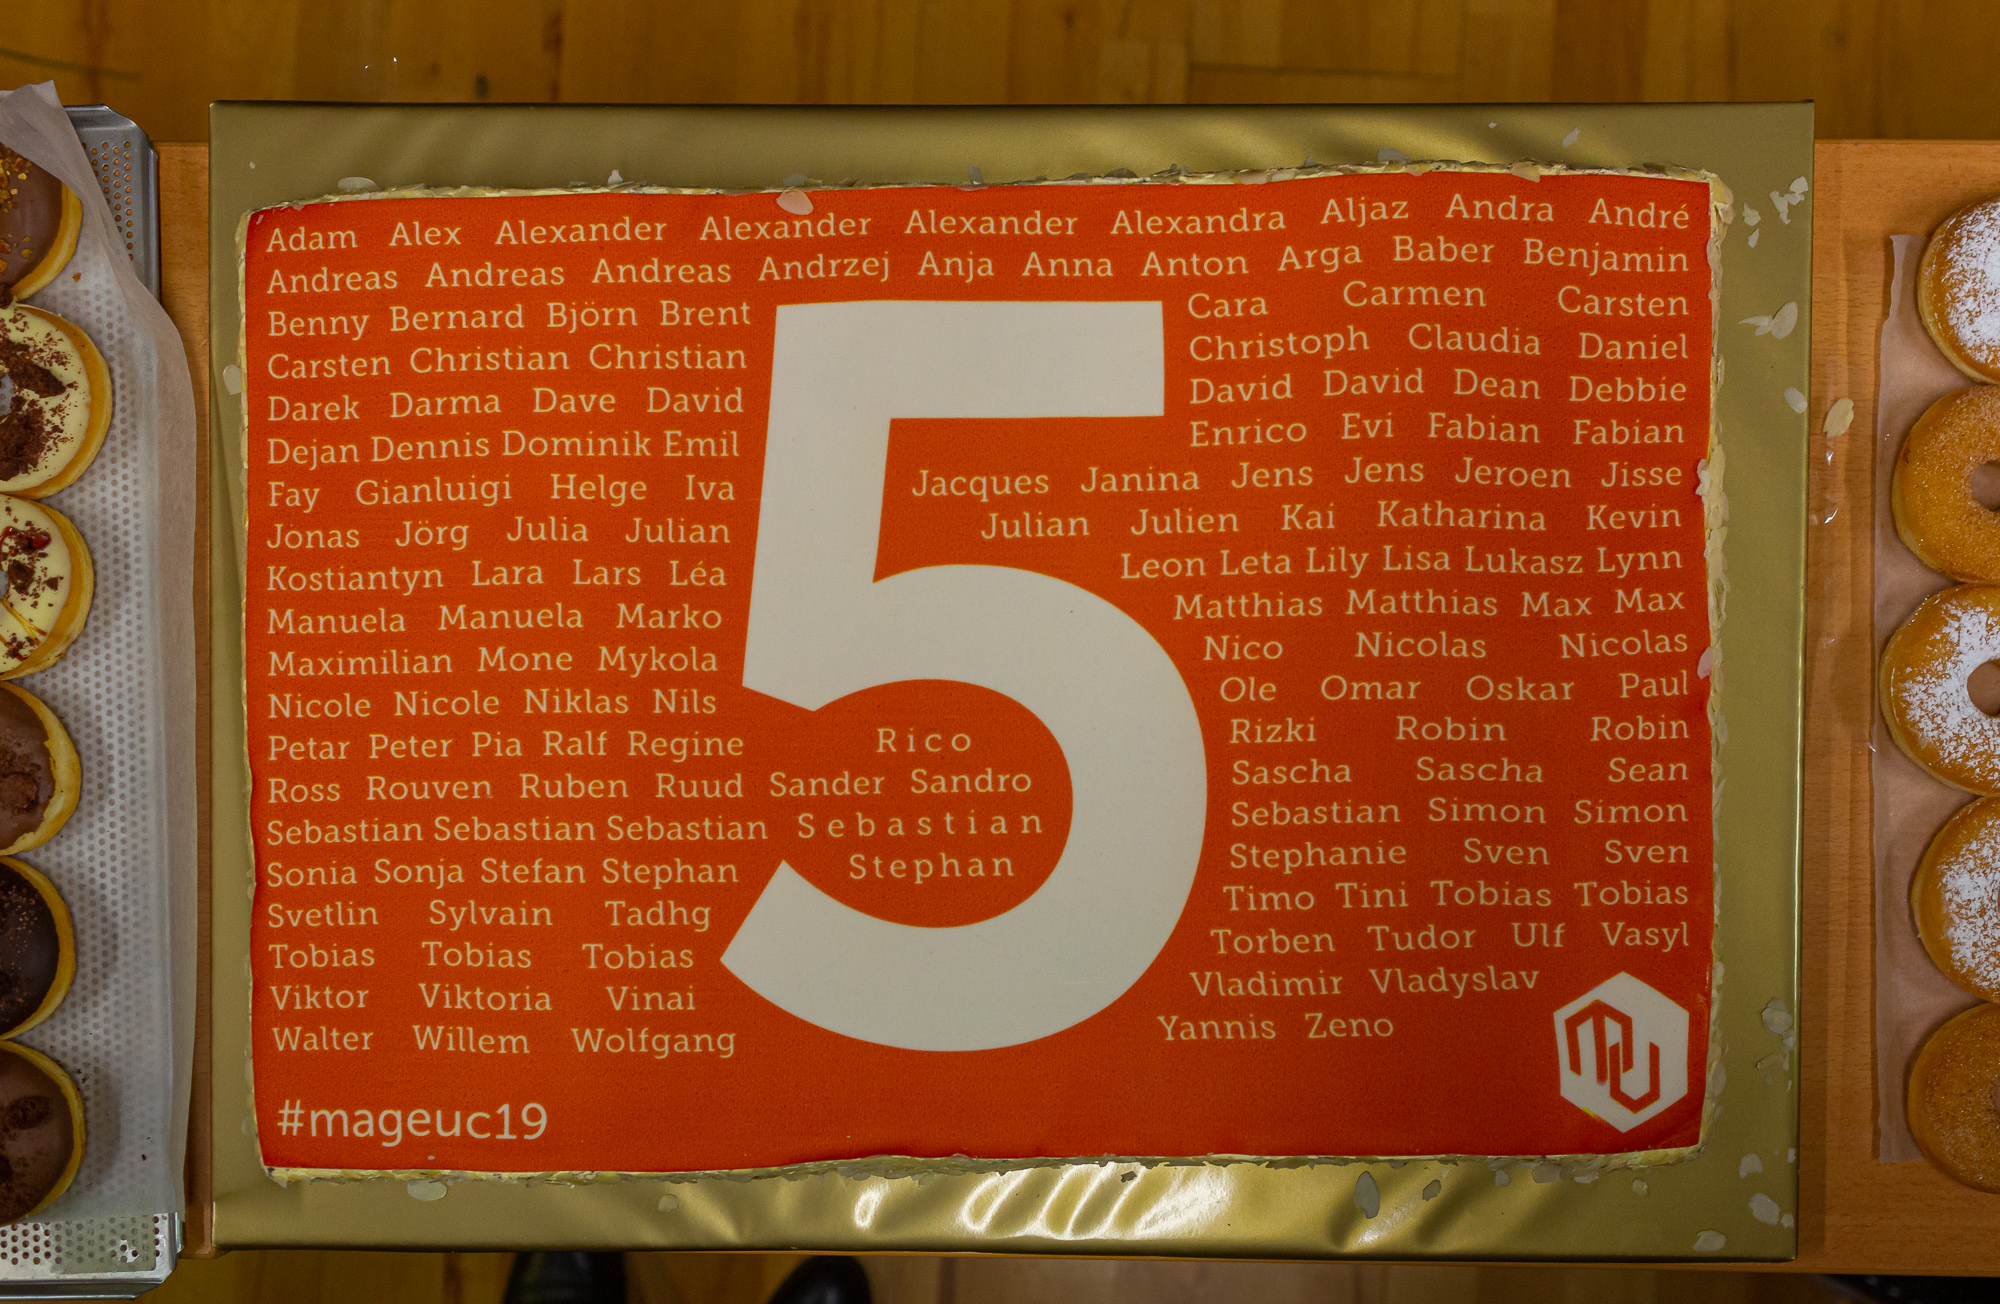 Adam Alex Alexander Alexander Alexander Alexandra Aljaz Andra André
Andreas Andreas Andreas Andrzej Anja Anna Anton Arga Baber Benjamin
Benny Bernard Björn Brent Cara Carmen Carsten
Carsten Christian Christian Christoph Claudia Daniel
Darek Darma Dave David David David Dean Debbie
Dejan Dennis Dominik Emil Enrico Evi Fabian Fabian
Fay Gianluigi Helge Iva Jacques Janina Jens Jens Jeroen Jisse
Jonas Jörg Julia Julian Julian Julien Kai Katharina Kevin
Kostiantyn Lara Lars Léa Leon Leta Lily Lisa Lukasz Lynn
Manuela Manuela Marko Matthias Matthias Max Max
Maximilian Mone Mykola Nico Nicolas Nicolas
Nicole Nicole Niklas Nils Ole Omar Oskar Paul
Petar Peter Pia Ralf Regine Rico Rizki Robin Robin
Ross Rouven Ruben Ruud Sander Sandro Sascha Sascha Sean
Sebastian Sebastian Sebastian Sebastian Sebastian Simon Simon
Sonia Sonja Stefan Stephan Stephan Stephanie Sven Sven
Svetlin Sylvain Tadhg Timo Tini Tobias Tobias
Tobias Tobias Tobias Torben Tudor Ulf Vasyl
Viktor Viktoria Vinai Vladimir Vladyslav
Walter Willem Wolfgang Yannis Zeno
5
#mageuc19